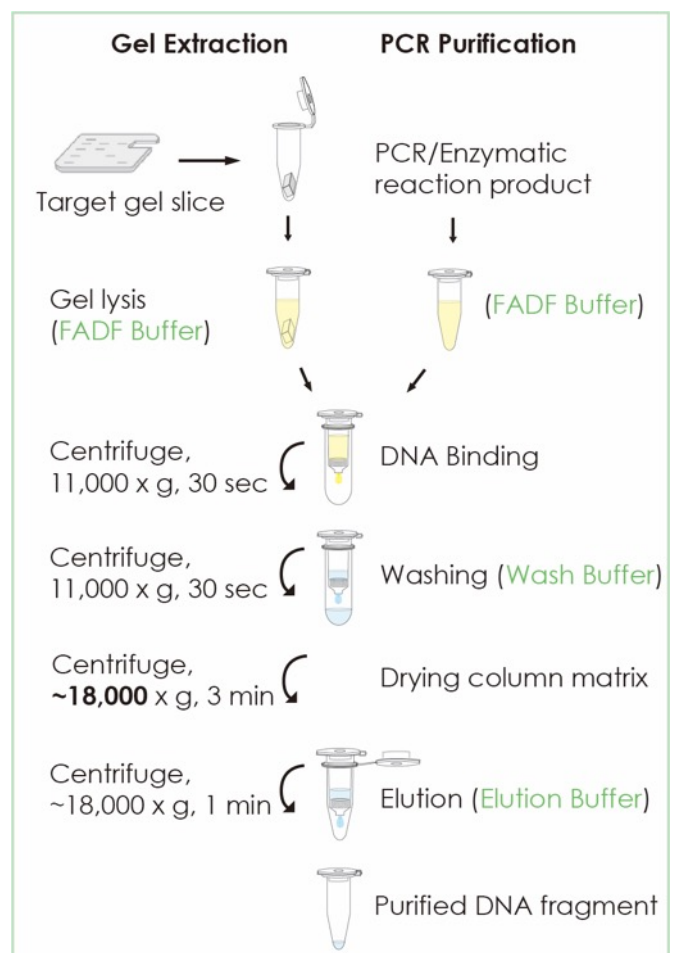 Gel Extraction
PCR Purification
Target gel slice
PCR/Enzymatic
reaction product
Gel lysis
(FADF Buffer)
(FADF Buffer)
Centrifuge,
11,000 x g, 30 sec
DNA Binding
Centrifuge,
11,000 x g, 30 sec
Washing (Wash Buffer)
Centrifuge,
~18,000 x g, 3 min
Drying column matrix
Centrifuge,
~18,000 x g, 1 min
Elution (Elution Buffer)
Purified DNA fragment